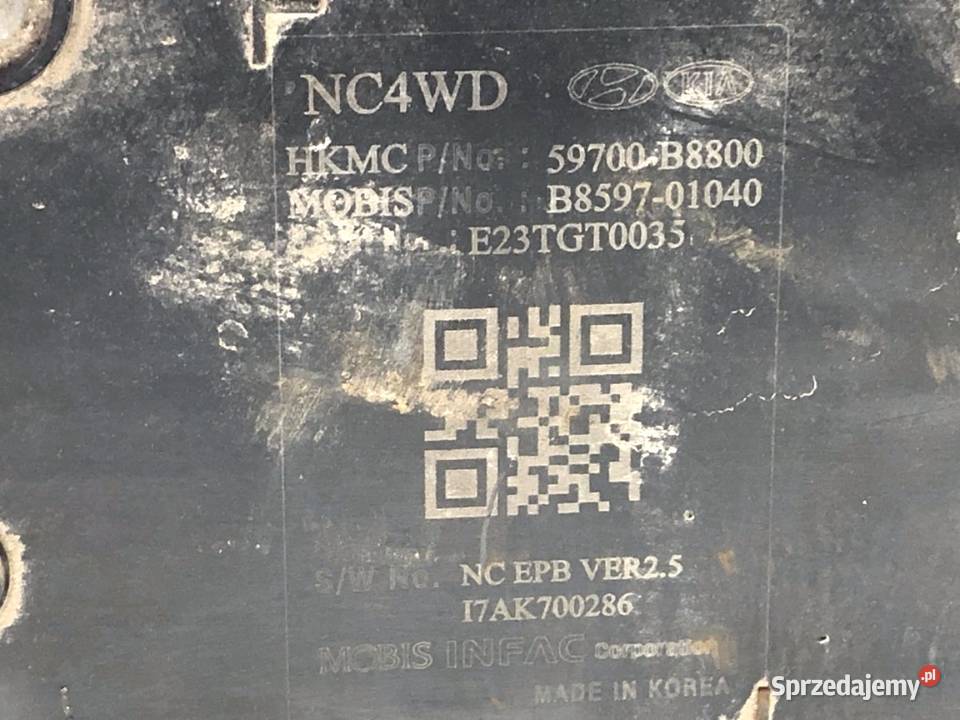 NC4WD KIA
HKMC P/No. : 59700-B8800
MOBIS P/No. : B8597-01040
: E23TGT0035
S/W No. NC EPB VER2.5
I7AK700286
MOBIS INFAC Corporation
MADE IN KOREA
Sprzedajemy.pl